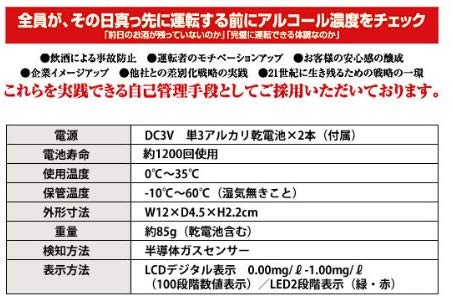 全員が、その日真っ先に運転する前にアルコール濃度をチェック
「前日のお酒が残っていないのか」「完璧に運転できる体調なのか」
●飲酒による事故防止 ●運転者のモチベーションアップ ●お客様の安心感の醸成
●企業イメージアップ ●他社との差別化戦略の実践 ●21世紀に生き残るための戦略の一環
これらを実践できる自己管理手段としてご採用いただいております。
電源 DC3V 単3アルカリ乾電池×2本（付属）
電池寿命 約1200回使用
使用温度 0℃〜35℃
保管温度 -10℃〜60℃（湿気無きこと）
外形寸法 W12×D4.5×H2.2cm
重量 約85g（乾電池含む）
検知方法 半導体ガスセンサー
表示方法 LCDデジタル表示 0.00mg/ℓ-1.00mg/ℓ
（100段階数値表示）／LED2段階表示（緑・赤）